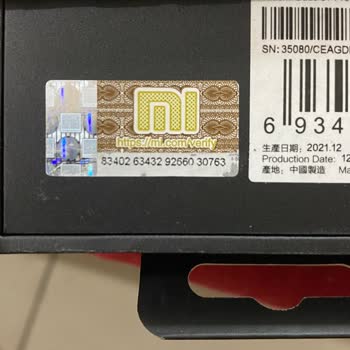 mi
https://mi.com/verify
83402 63432 92660 30763
SN: 35080/CEAGD
6 934
生產日期: 2021.12
Production Date: 12
產地: 中國製造 Ma